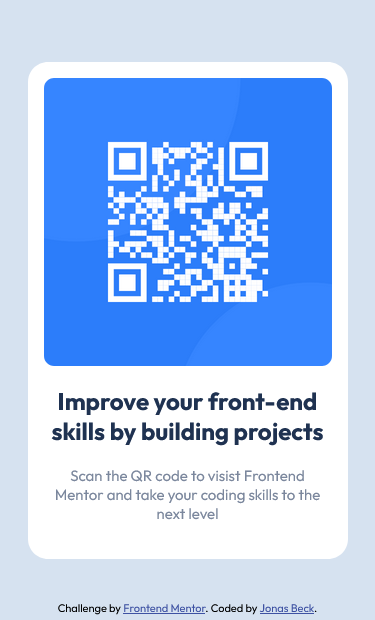 Improve your front-end
skills by building projects
Scan the QR code to visist Frontend
Mentor and take your coding skills to the
next level
Challenge by Frontend Mentor. Coded by Jonas Beck.